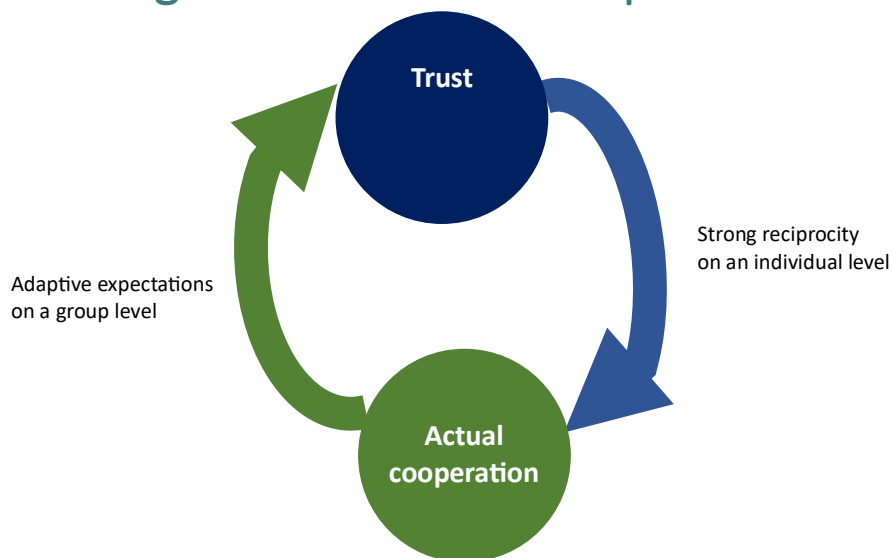 Trust
Strong reciprocity
on an individual level
Adaptive expectations
on a group level
Actual
cooperation